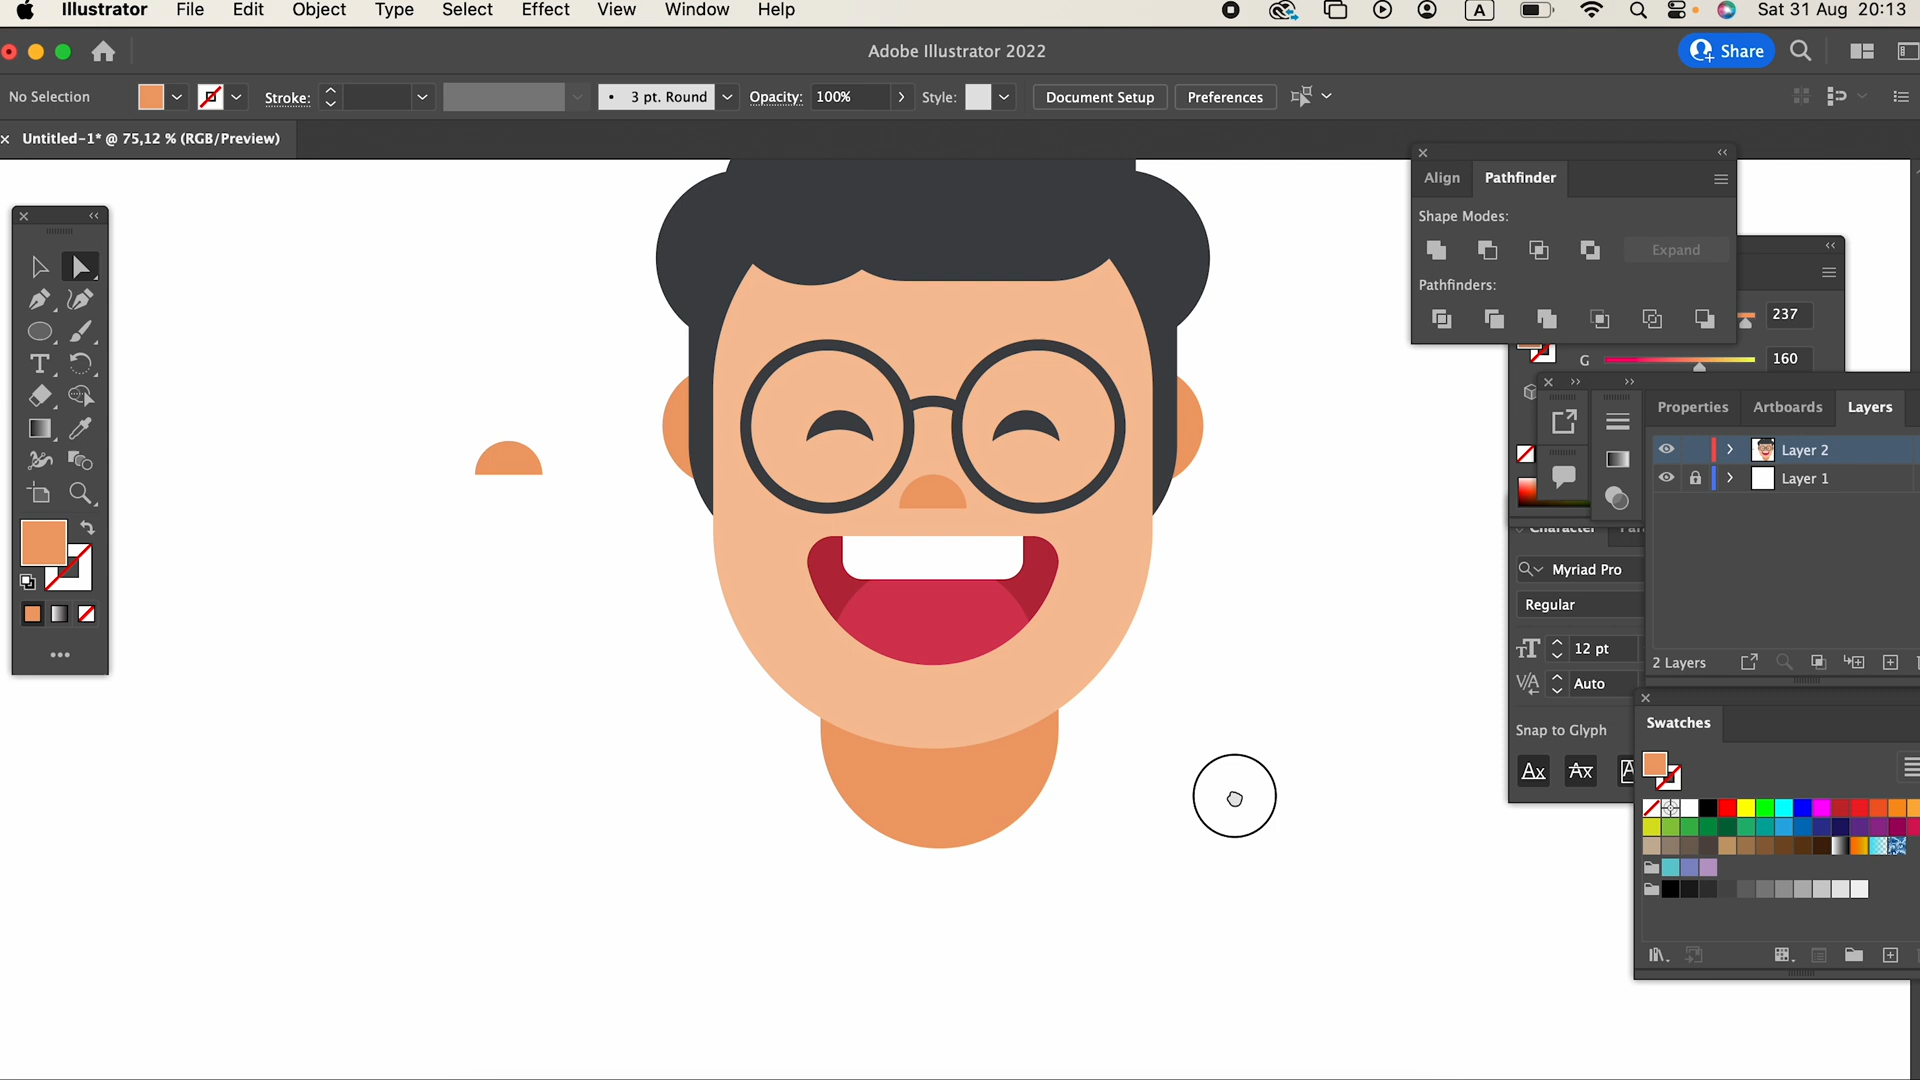 Illustrator File Edit Object Type Select Effect View Window Help
A
Sat 31 Aug 20:13
Adobe Illustrator 2022
Share
No Selection
Stroke:
3 pt. Round
Opacity: 100%
Style:
Document Setup
Preferences
Untitled-1* @ 75,12 % (RGB/Preview)
Align
Pathfinder
Shape Modes:
Expand
Pathfinders:
237
G
160
Properties
Artboards
Layers
Layer 2
Layer 1
2 Layers
Character
Myriad Pro
Regular
12 pt
Auto
Snap to Glyph
Swatches